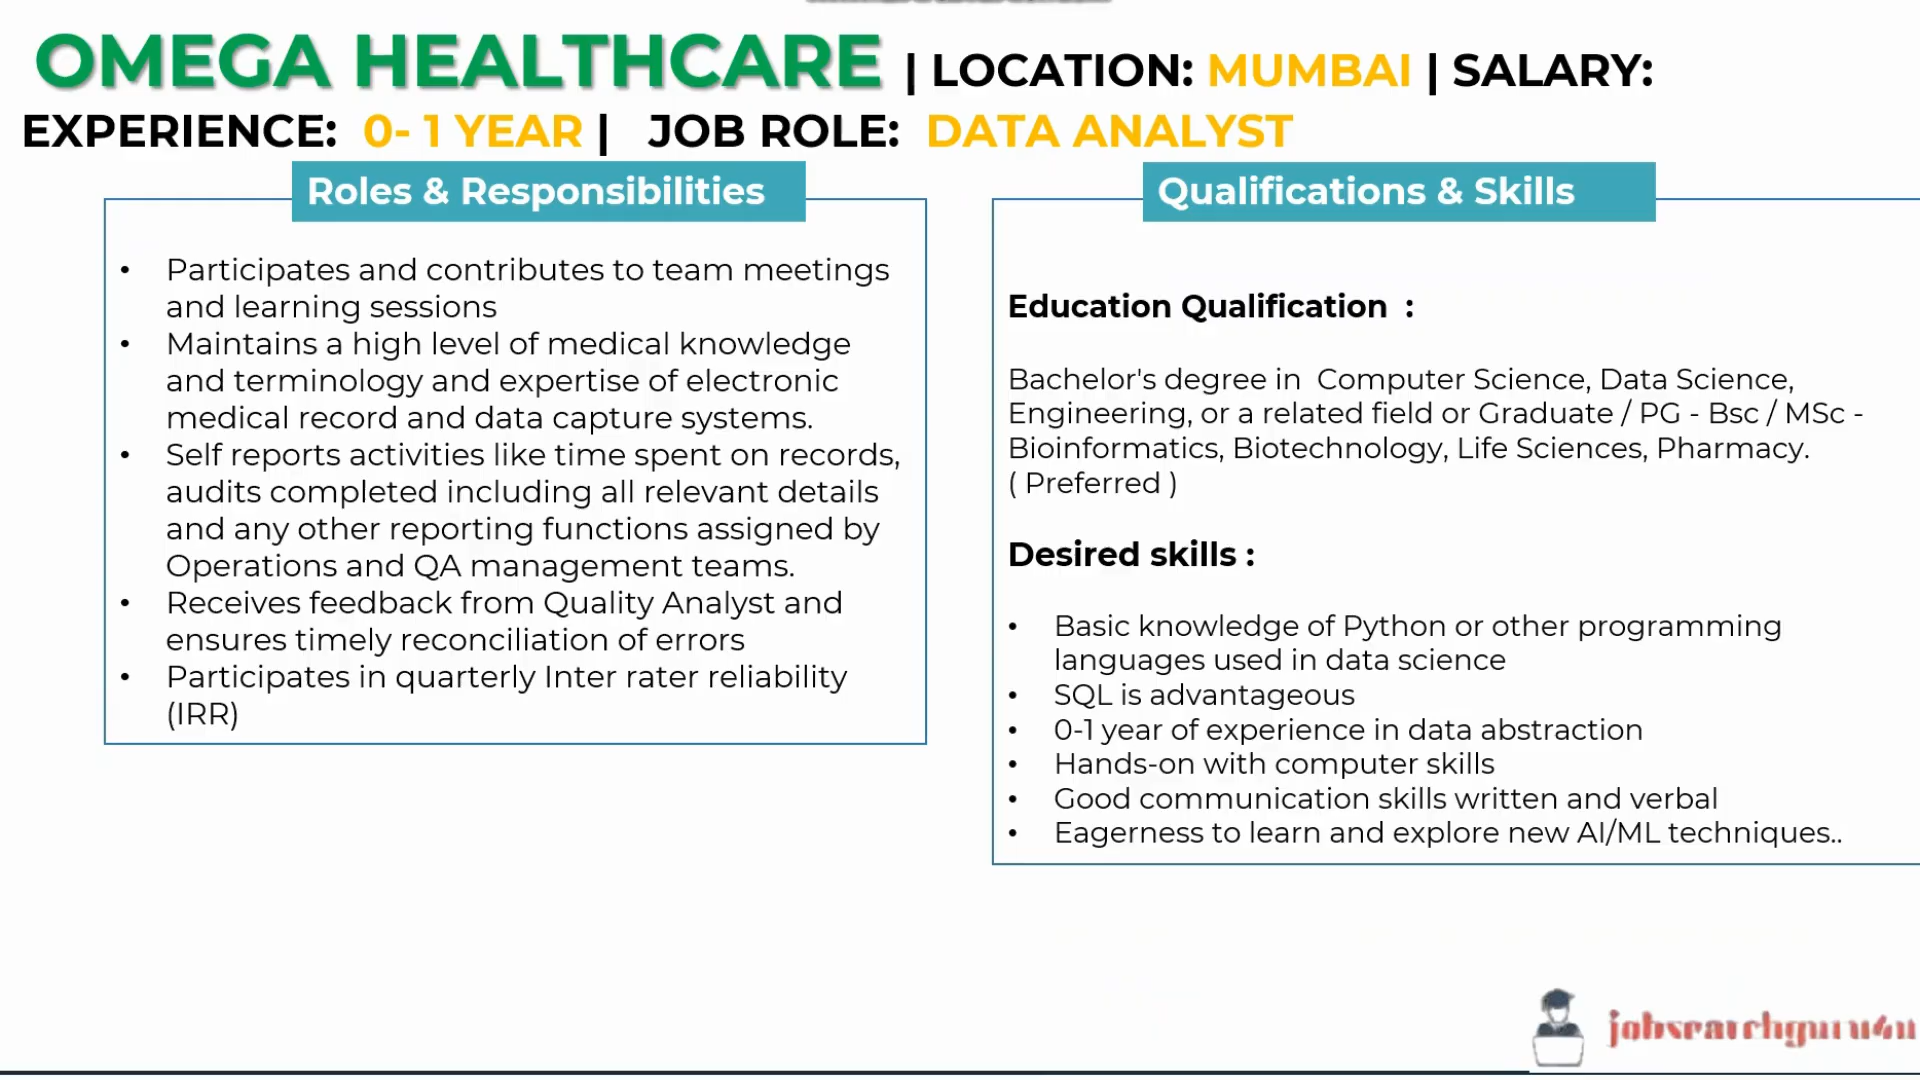 OMEGA HEALTHCARE | LOCATION: MUMBAI | SALARY:
EXPERIENCE: 0- 1 YEAR | JOB ROLE: DATA ANALYST
Roles & Responsibilities
• Participates and contributes to team meetings
and learning sessions
• Maintains a high level of medical knowledge
and terminology and expertise of electronic
medical record and data capture systems.
• Self reports activities like time spent on records,
audits completed including all relevant details
and any other reporting functions assigned by
Operations and QA management teams.
• Receives feedback from Quality Analyst and
ensures timely reconciliation of errors
• Participates in quarterly Inter rater reliability
(IRR)
Qualifications & Skills
Education Qualification :
Bachelor's degree in Computer Science, Data Science,
Engineering, or a related field or Graduate / PG - Bsc / MSc -
Bioinformatics, Biotechnology, Life Sciences, Pharmacy.
( Preferred )
Desired skills :
• Basic knowledge of Python or other programming
languages used in data science
• SQL is advantageous
• 0-1 year of experience in data abstraction
• Hands-on with computer skills
• Good communication skills written and verbal
• Eagerness to learn and explore new AI/ML techniques..
jobsearchguru4u